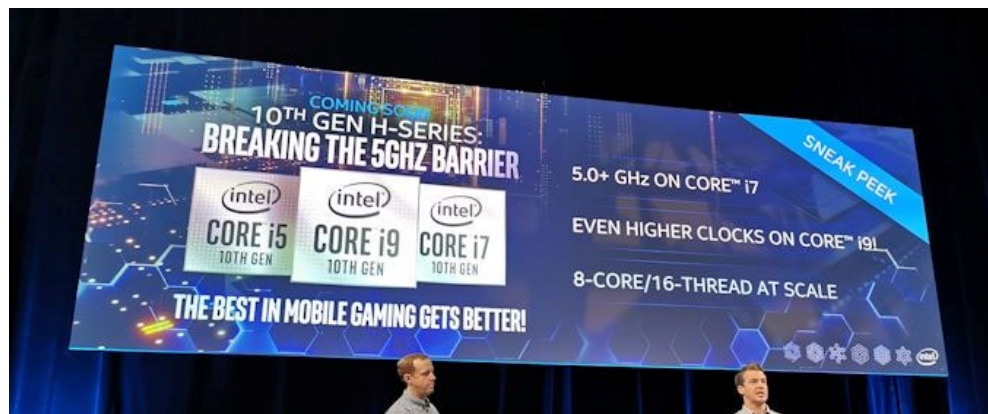 COMING SOON
10TH GEN H-SERIES:
BREAKING THE 5GHZ BARRIER
intel
CORE i5
10TH GEN
intel
CORE i9
10TH GEN
intel
CORE i7
10TH GEN
THE BEST IN MOBILE GAMING GETS BETTER!
SNEAK PEEK
5.0+ GHz ON CORE™ i7
EVEN HIGHER CLOCKS ON CORE™ i9!
8-CORE/16-THREAD AT SCALE
intel